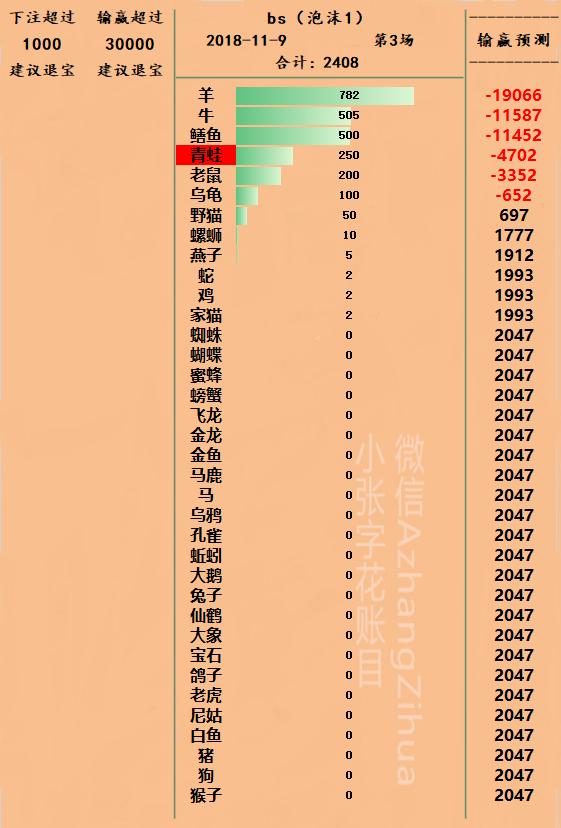 下注超过 输赢超过
1000 30000
建议退宝 建议退宝
bs（泡沫1）
2018-11-9 第3场
合计：2408
输赢预测
羊 782 -19066
牛 505 -11587
鳝鱼 500 -11452
青蛙 250 -4702
老鼠 200 -3352
乌龟 100 -652
野猫 50 697
螺蛳 10 1777
燕子 5 1912
蛇 2 1993
鸡 2 1993
家猫 2 1993
蜘蛛 0 2047
蝴蝶 0 2047
蜜蜂 0 2047
螃蟹 0 2047
飞龙 0 2047
金龙 0 2047
金鱼 0 2047
马鹿 0 2047
马 0 2047
乌鸦 0 2047
孔雀 0 2047
蚯蚓 0 2047
大鹅 0 2047
兔子 0 2047
仙鹤 0 2047
大象 0 2047
宝石 0 2047
鸽子 0 2047
老虎 0 2047
尼姑 0 2047
白鱼 0 2047
猪 0 2047
狗 0 2047
猴子 0 2047
微信AzhangZihua
小张字花账目